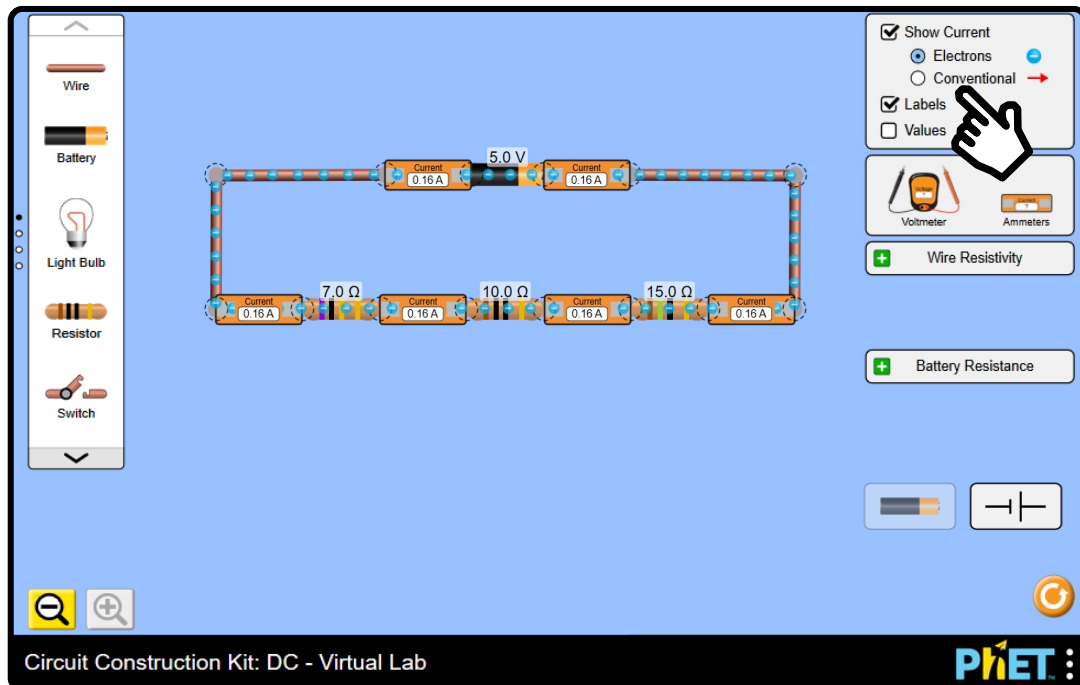 Wire
Battery
Light Bulb
Resistor
Switch
5.0 V
Current
0.16 A
Current
0.16 A
7.0 Ω
10.0 Ω
15.0 Ω
Current
0.16 A
Current
0.16 A
Current
0.16 A
Current
0.16 A
Show Current
Electrons
Conventional
Labels
Values
Voltage
?
Voltmeter
Current
?
Ammeters
Wire Resistivity
Battery Resistance
Circuit Construction Kit: DC - Virtual Lab
PhET